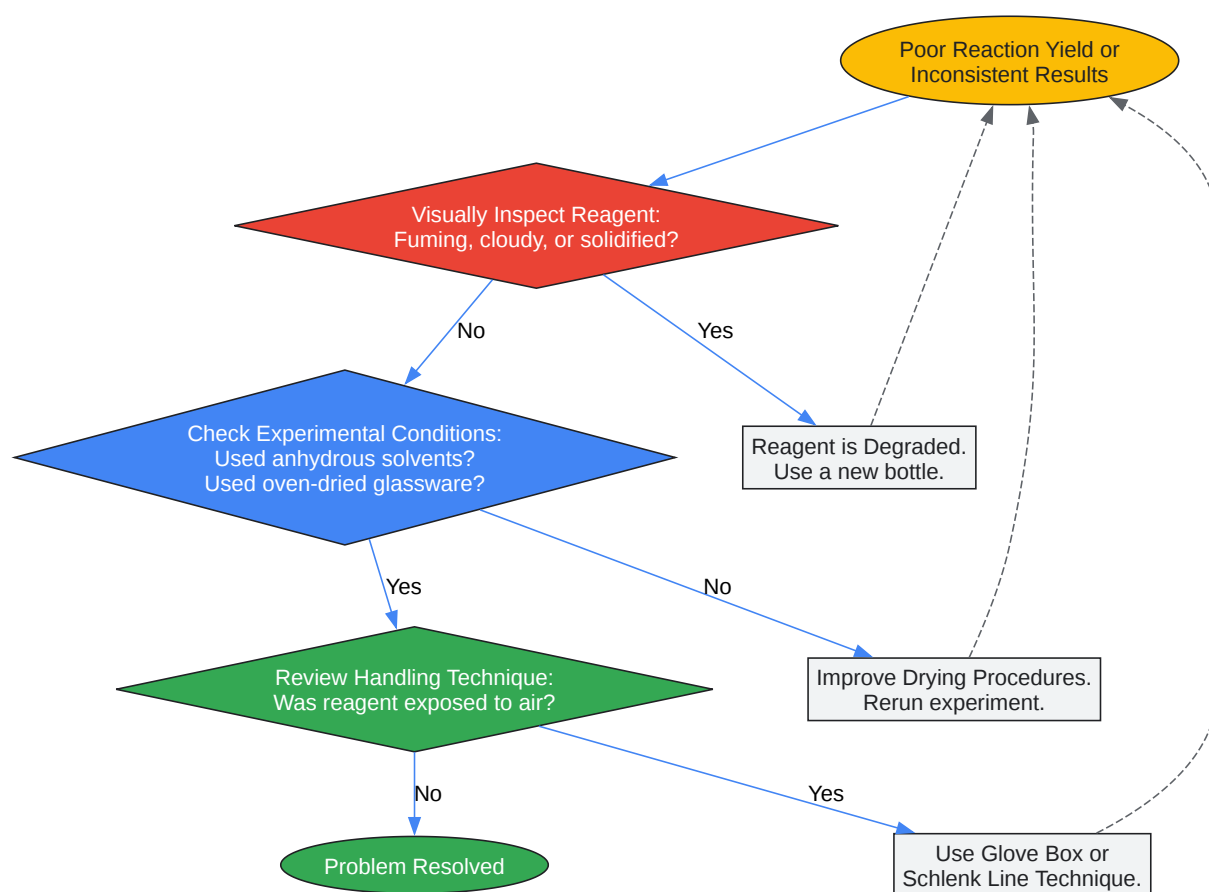 Poor Reaction Yield or
Inconsistent Results
Visually Inspect Reagent:
Fuming, cloudy, or solidified?
No
Yes
Check Experimental Conditions:
Used anhydrous solvents?
Used oven-dried glassware?
Reagent is Degraded.
Use a new bottle.
Yes
No
Review Handling Technique:
Was reagent exposed to air?
Improve Drying Procedures.
Rerun experiment.
No
Yes
Problem Resolved
Use Glove Box or
Schlenk Line Technique.